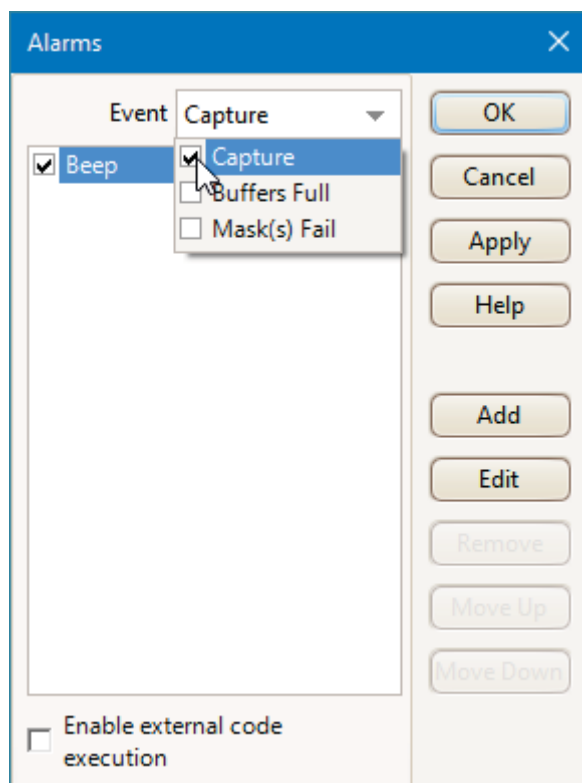 Alarms
Event Capture
Beep
Capture
Buffers Full
Mask(s) Fail
OK
Cancel
Apply
Help
Add
Edit
Remove
Move Up
Move Down
Enable external code
execution